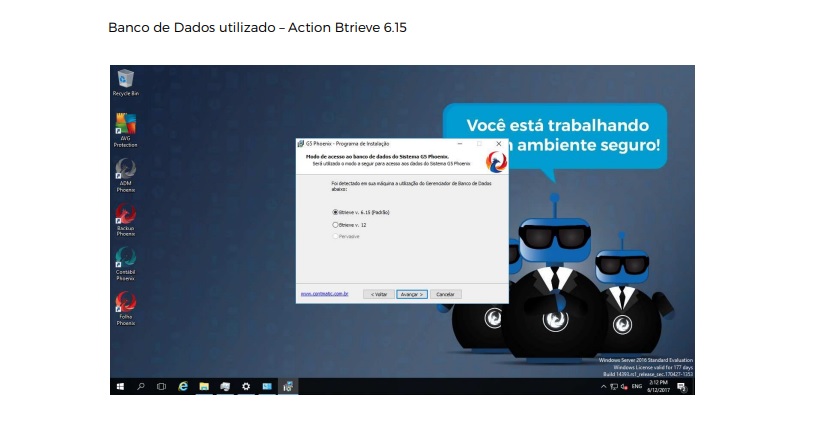 Banco de Dados utilizado – Action Btrieve 6.15
Recycle Bin
AVG
Protection
ADM
Phoenix
Backup
Phoenix
Contábil
Phoenix
Folha
Phoenix
Você está trabalhando
ambiente seguro!
G5 Phoenix - Programa de Instalação
Modo de acesso ao banco de dados do Sistema G5 Phoenix.
Será utilizado o modo a seguir para acesso aos dados do Sistema G5 Phoenix
Foi detectado em sua máquina a utilização do Gerenciador de Banco de Dados
abaixo:
Btrieve v. 6.15 (Padrão)
Btrieve v. 12
Pervasive
www.contmatic.com.br
< Voltar
Avançar >
Cancelar
Windows Server 2016 Standard Evaluation
Windows License valid for 177 days
Build 14393.rs1_release_sec.170427-1353
ENG
2:12 PM
6/12/2017